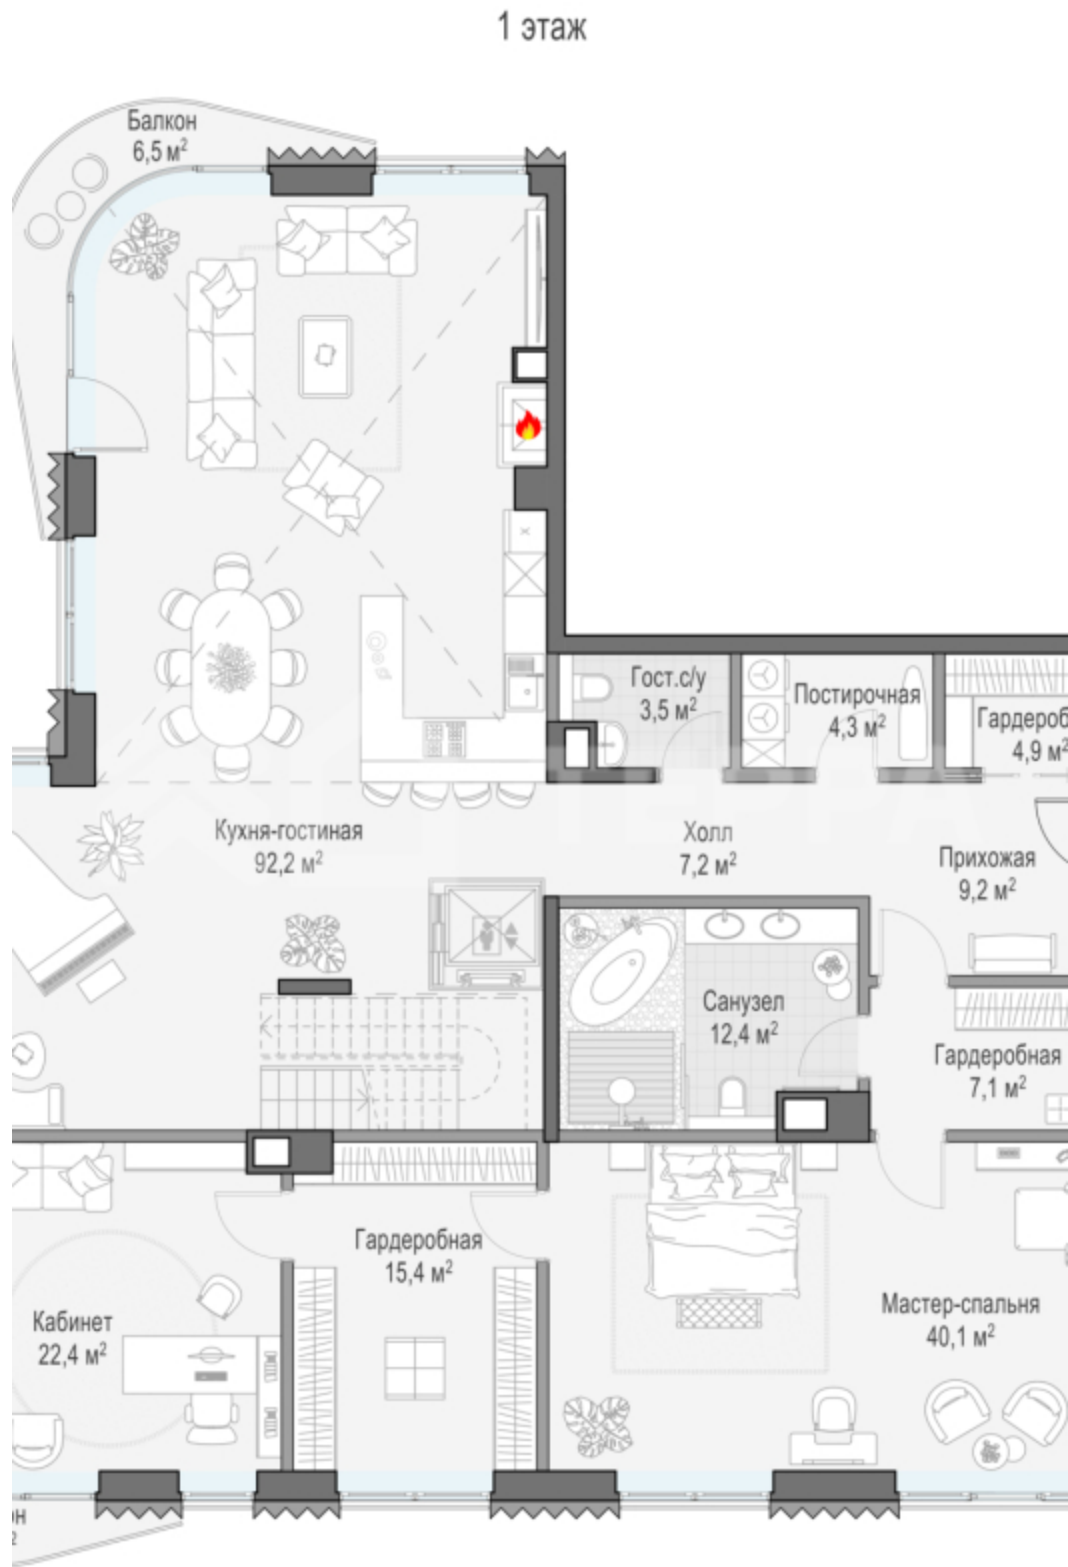 1 этаж
Балкон
6,5 м²
Гост.с/у
3,5 м²
Постирочная
4,3 м²
Гардероб
4,9 м²
Кухня-гостиная
92,2 м²
Холл
7,2 м²
Прихожая
9,2 м²
Санузел
12,4 м²
Гардеробная
7,1 м²
Гардеробная
15,4 м²
Кабинет
22,4 м²
Мастер-спальня
40,1 м²